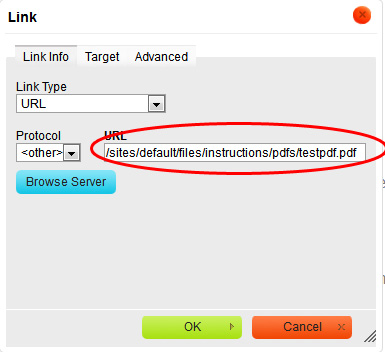 Link
Link Info Target Advanced
Link Type
URL
Protocol URL
<other> /sites/default/files/instructions/pdfs/testpdf.pdf
Browse Server
OK Cancel